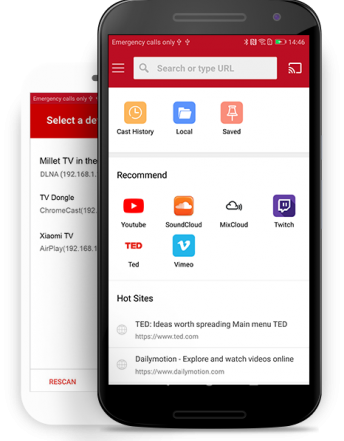 Emergency calls only
14:46
Search or type URL
Cast History
Local
Saved
Recommend
Youtube
SoundCloud
MixCloud
Twitch
TED
Ted
Vimeo
Hot Sites
TED: Ideas worth spreading Main menu TED
https://www.ted.com
Dailymotion - Explore and watch videos online
https://www.dailymotion.com
Emergency calls only
Select a de
Millet TV in the
DLNA (192.168.1.
TV Dongle
ChromeCast(192.
Xiaomi TV
AirPlay(192.168.1
RESCAN